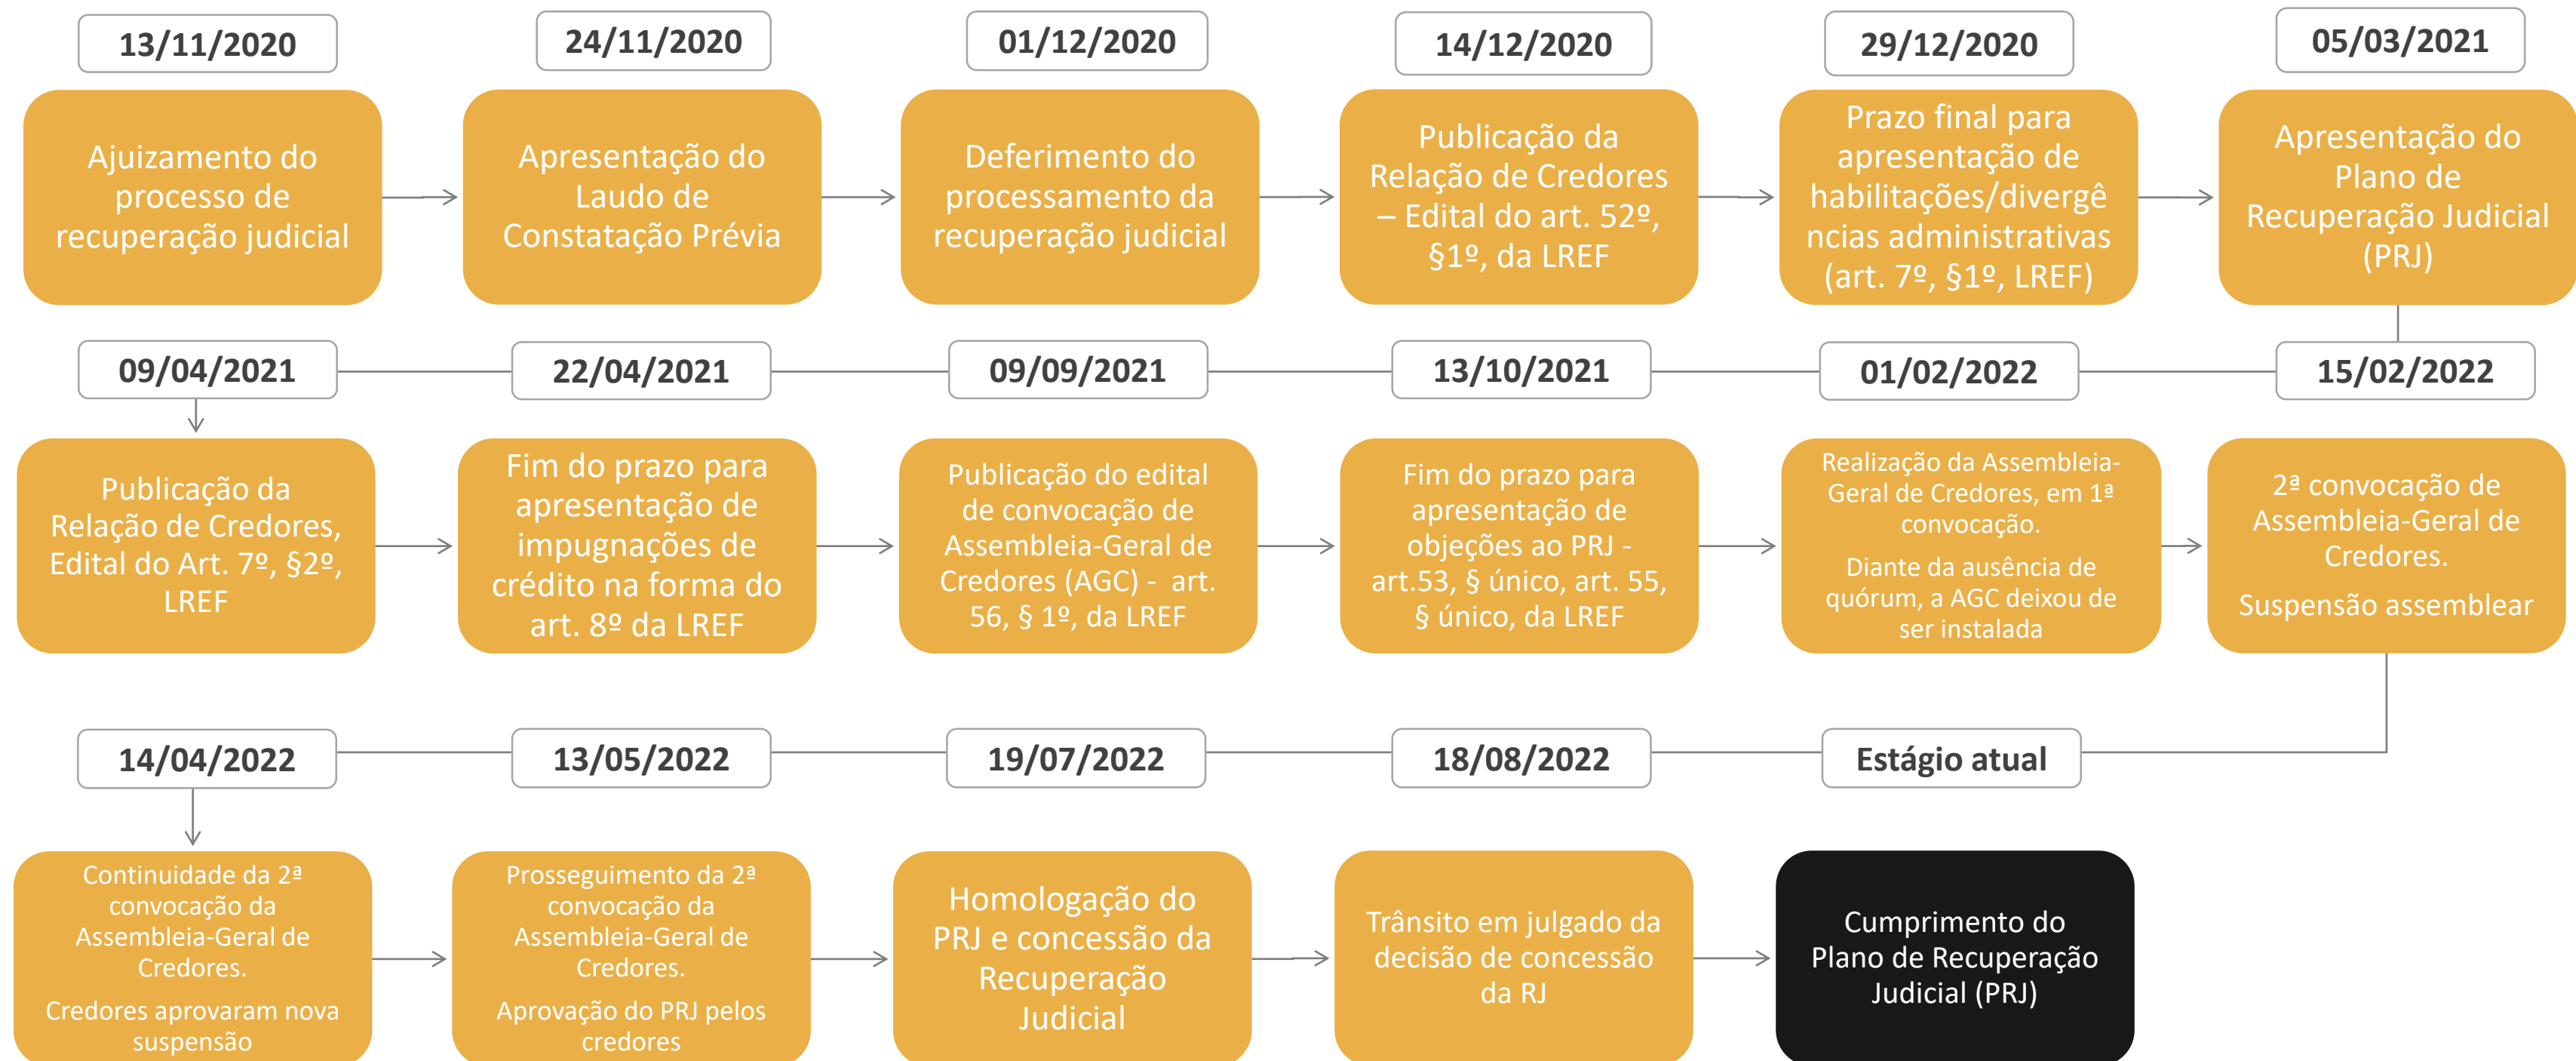 13/11/2020
24/11/2020
01/12/2020
14/12/2020
29/12/2020
05/03/2021
Ajuizamento do
processo de
recuperação judicial
Apresentação do
Laudo de
Constatação Prévia
Deferimento do
processamento da
recuperação judicial
Publicação da
Relação de Credores
– Edital do art. 52º,
§1º, da LREF
Prazo final para
apresentação de
habilitações/divergê
ncias administrativas
(art. 7º, §1º, LREF)
Apresentação do
Plano de
Recuperação Judicial
(PRJ)
09/04/2021
22/04/2021
09/09/2021
13/10/2021
01/02/2022
15/02/2022
Publicação da
Relação de Credores,
Edital do Art. 7º, §2º,
LREF
Fim do prazo para
apresentação de
impugnações de
crédito na forma do
art. 8º da LREF
Publicação do edital
de convocação de
Assembleia-Geral de
Credores (AGC) - art.
56, § 1º, da LREF
Fim do prazo para
apresentação de
objeções ao PRJ -
art.53, § único, art. 55,
§ único, da LREF
Realização da Assembleia-
Geral de Credores, em 1ª
convocação.
Diante da ausência de
quórum, a AGC deixou de
ser instalada
2ª convocação de
Assembleia-Geral de
Credores.
Suspensão assemblear
14/04/2022
13/05/2022
19/07/2022
18/08/2022
Estágio atual
Continuidade da 2ª
convocação da
Assembleia-Geral de
Credores.
Credores aprovaram nova
suspensão
Prosseguimento da 2ª
convocação da
Assembleia-Geral de
Credores.
Aprovação do PRJ pelos
credores
Homologação do
PRJ e concessão da
Recuperação
Judicial
Trânsito em julgado da
decisão de concessão
da RJ
Cumprimento do
Plano de Recuperação
Judicial (PRJ)